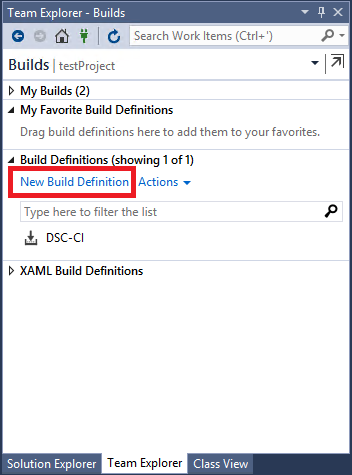 Team Explorer - Builds
Search Work Items (Ctrl+')
Builds | testProject
My Builds (2)
My Favorite Build Definitions
Drag build definitions here to add them to your favorites.
Build Definitions (showing 1 of 1)
New Build Definition Actions
Type here to filter the list
DSC-CI
XAML Build Definitions
Solution Explorer Team Explorer Class View